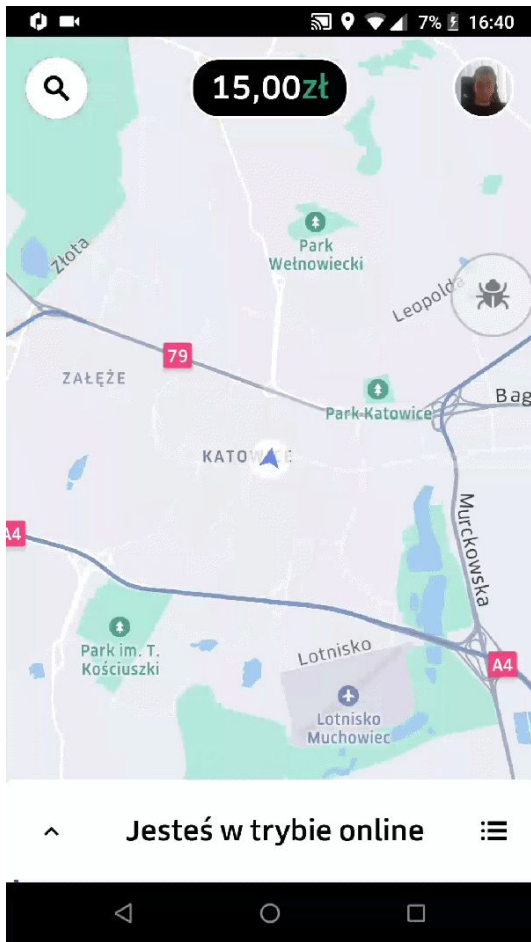 7% 16:40
15,00zł
Złota
Park
Wełnowiecki
Leopolda
79
ZAŁĘŻE
Park Katowice
Bag
KATOWICE
Murckowska
A4
Park im. T.
Kościuszki
Lotnisko
A4
Lotnisko
Muchowiec
Jesteś w trybie online